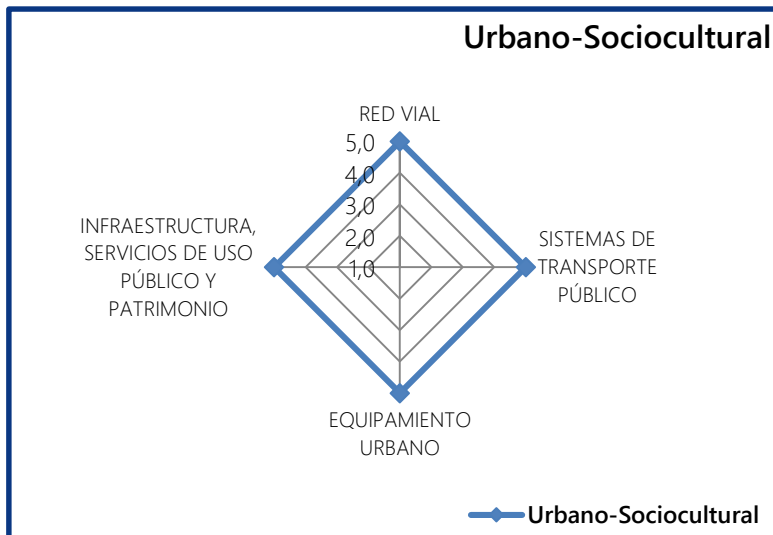 Urbano-Sociocultural
RED VIAL
5,0
4,0
3,0
2,0
1,0
SISTEMAS DE
TRANSPORTE
PÚBLICO
EQUIPAMIENTO
URBANO
INFRAESTRUCTURA,
SERVICIOS DE USO
PÚBLICO Y
PATRIMONIO
Urbano-Sociocultural